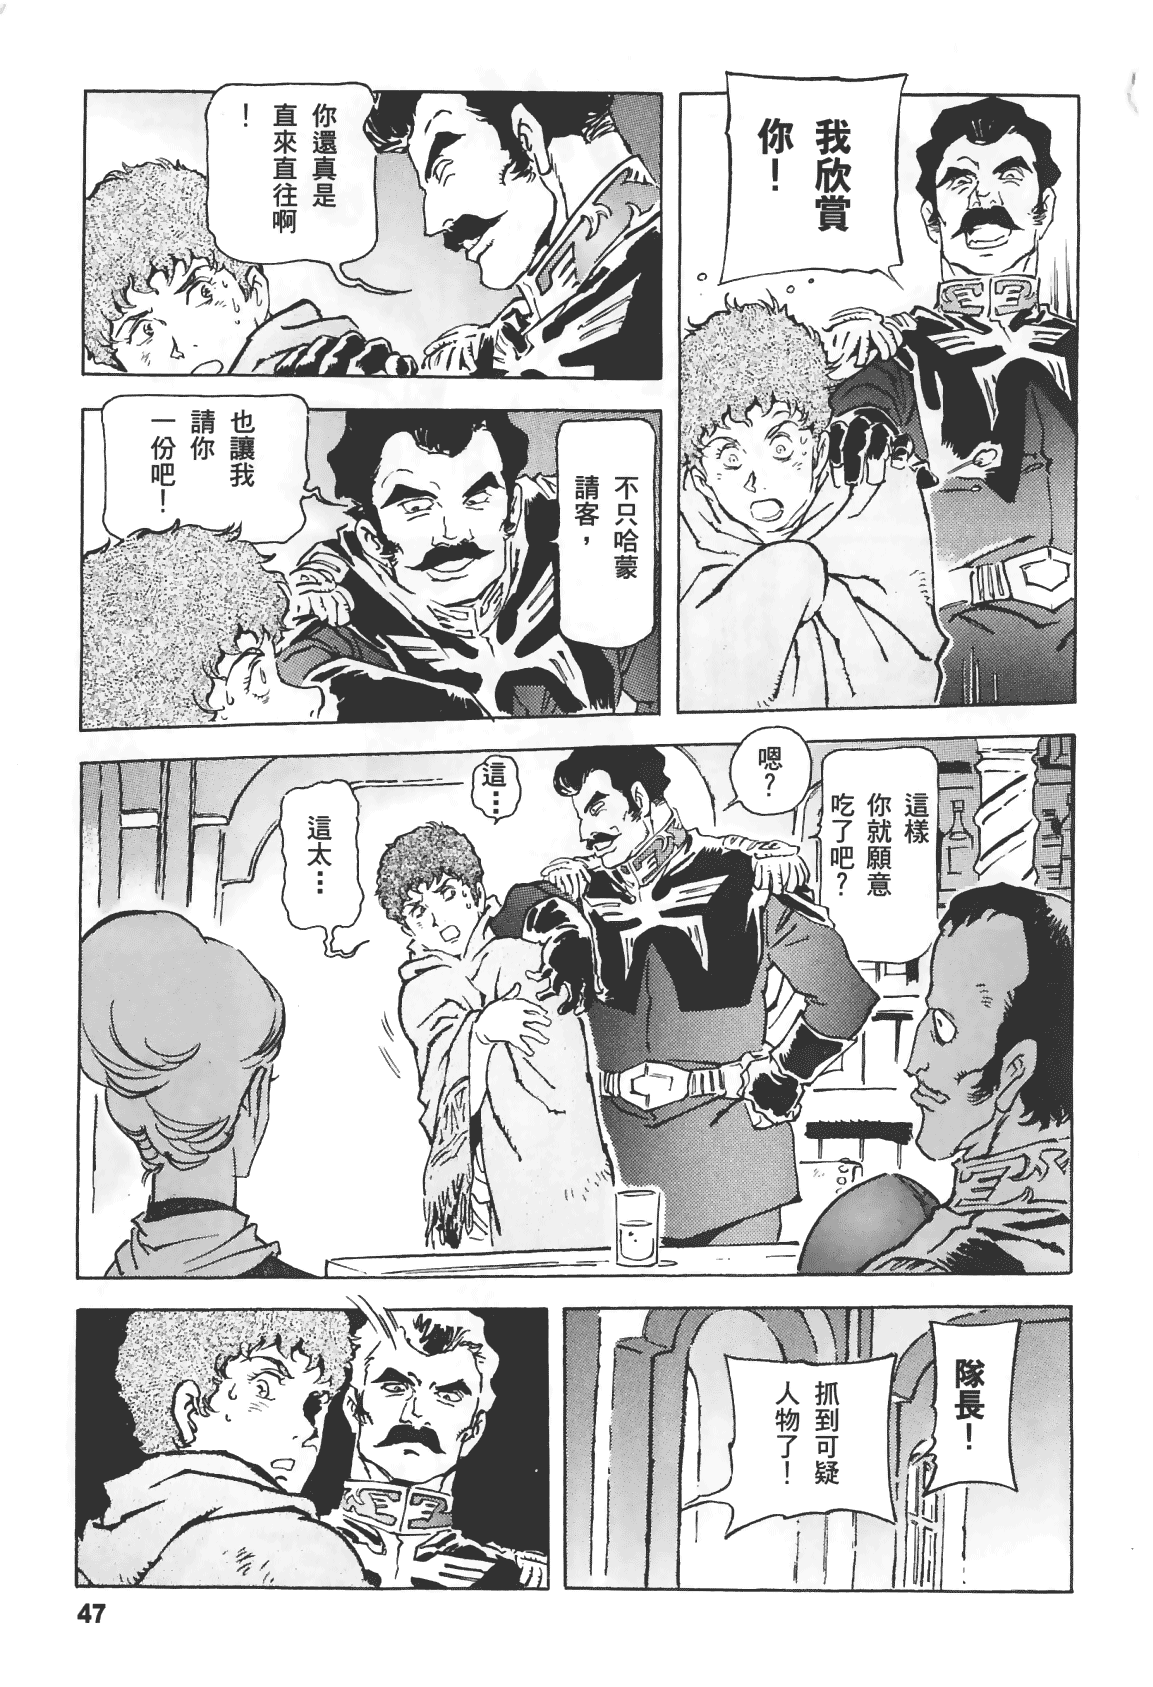 我欣賞
你！
你還真是
直來直往啊
！
不只哈蒙
請客，
也讓我
請你
一份吧！
這樣
你就願意
吃了吧？
嗯？
這…
這太…
隊長！
抓到可疑
人物了！
47